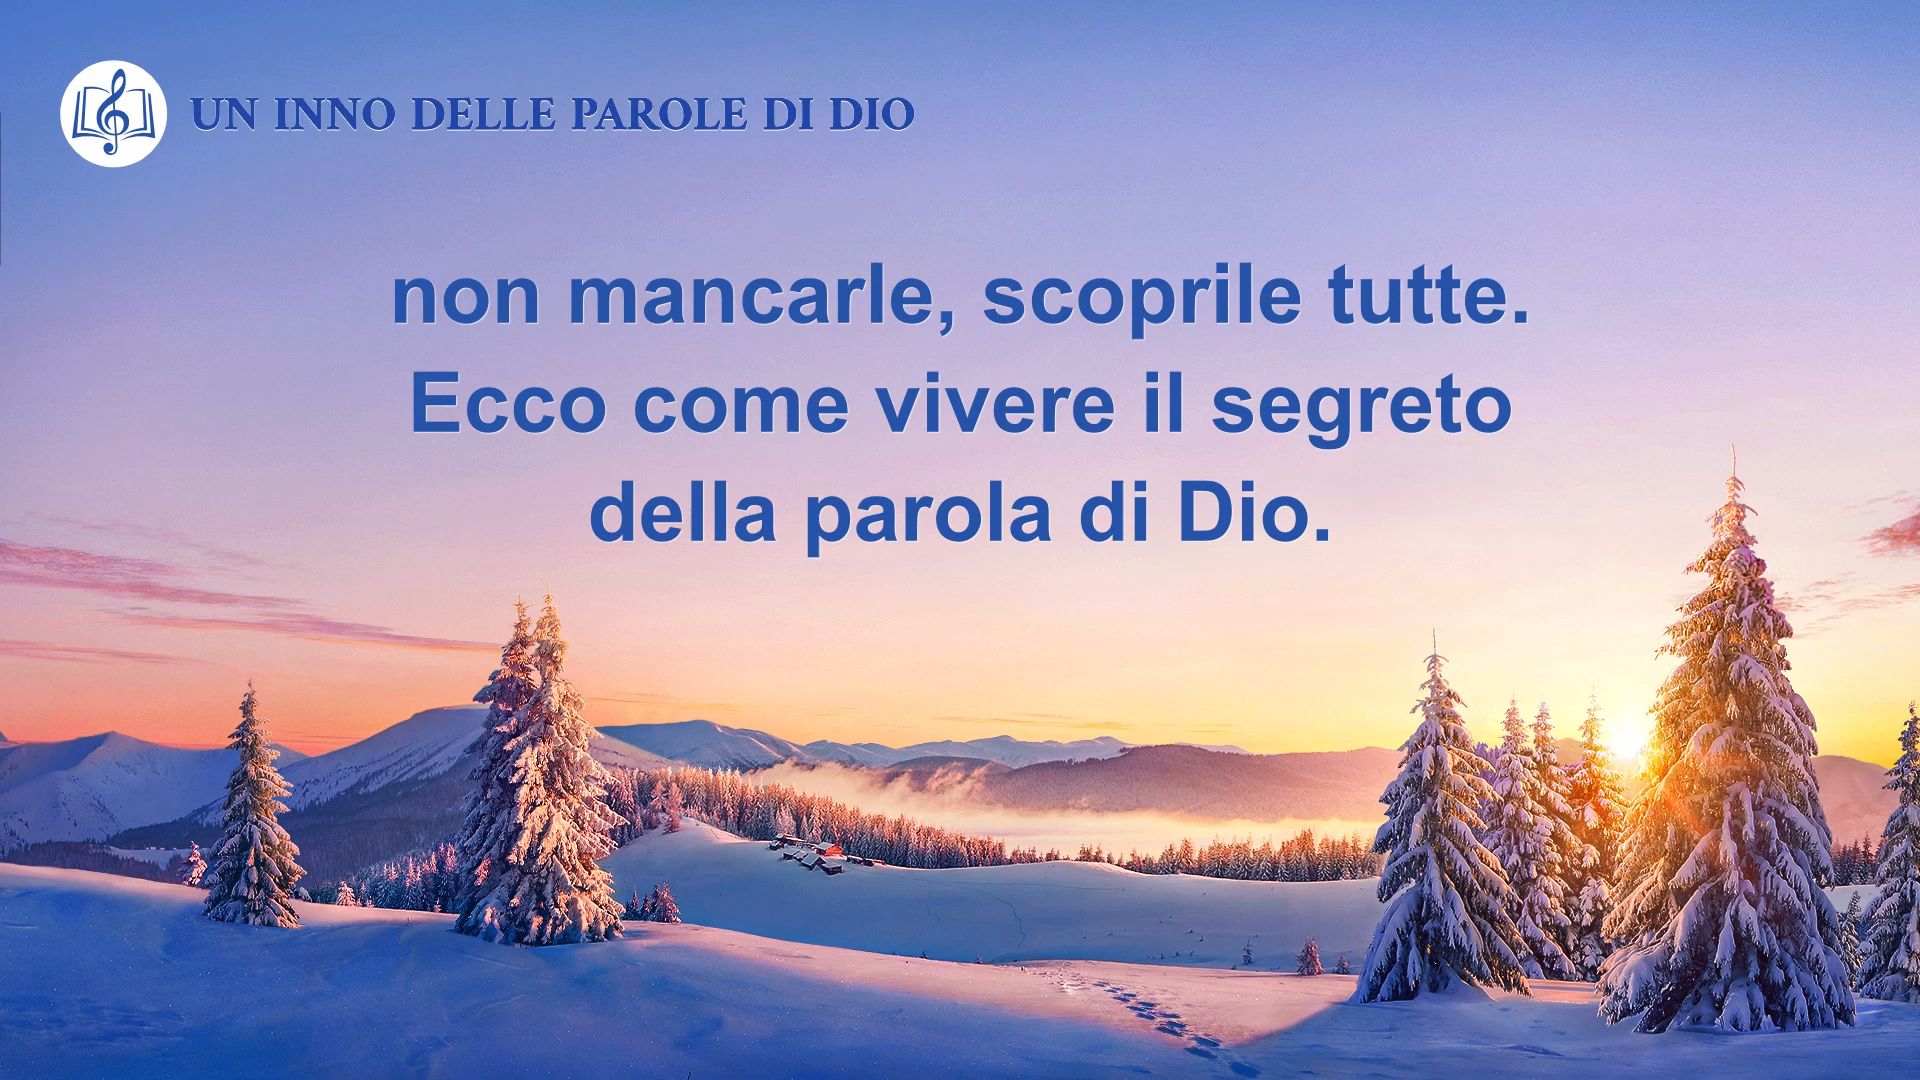 UN INNO DELLE PAROLE DI DIO
non mancarle, scoprile tutte.
Ecco come vivere il segreto
della parola di Dio.